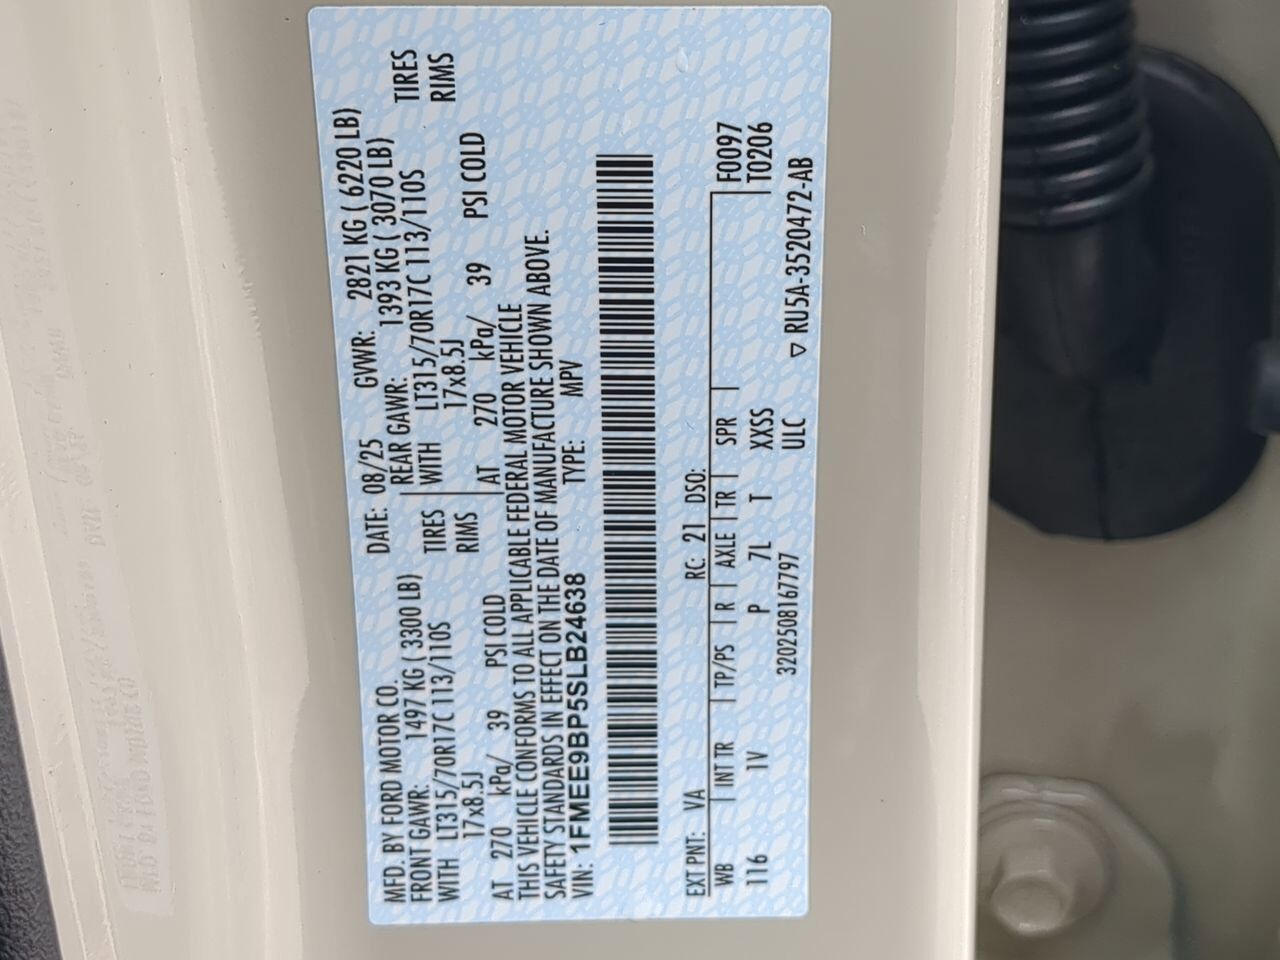 MFD. BY FORD MOTOR CO.
DATE: 08/25 GVWR: 2821 KG ( 6220 LB)
FRONT GAWR: 1497 KG ( 3300 LB)
REAR GAWR: 1393 KG ( 3070 LB)
WITH LT315/70R17C 113/110S TIRES
WITH LT315/70R17C 113/110S TIRES
17x8.5J RIMS
17x8.5J RIMS
AT 270 kPa/ 39 PSI COLD
AT 270 kPa/ 39 PSI COLD
THIS VEHICLE CONFORMS TO ALL APPLICABLE FEDERAL MOTOR VEHICLE
SAFETY STANDARDS IN EFFECT ON THE DATE OF MANUFACTURE SHOWN ABOVE.
VIN: 1FMEE9BP5SLB24638 TYPE: MPV
EXT PNT: VA RC: 21 DSO:
WB INT TR TP/PS R AXLE TR SPR F0097
116 1V P 7L T XXSS T0206
3202508167797 ULC ▽ RU5A-3520472-AB